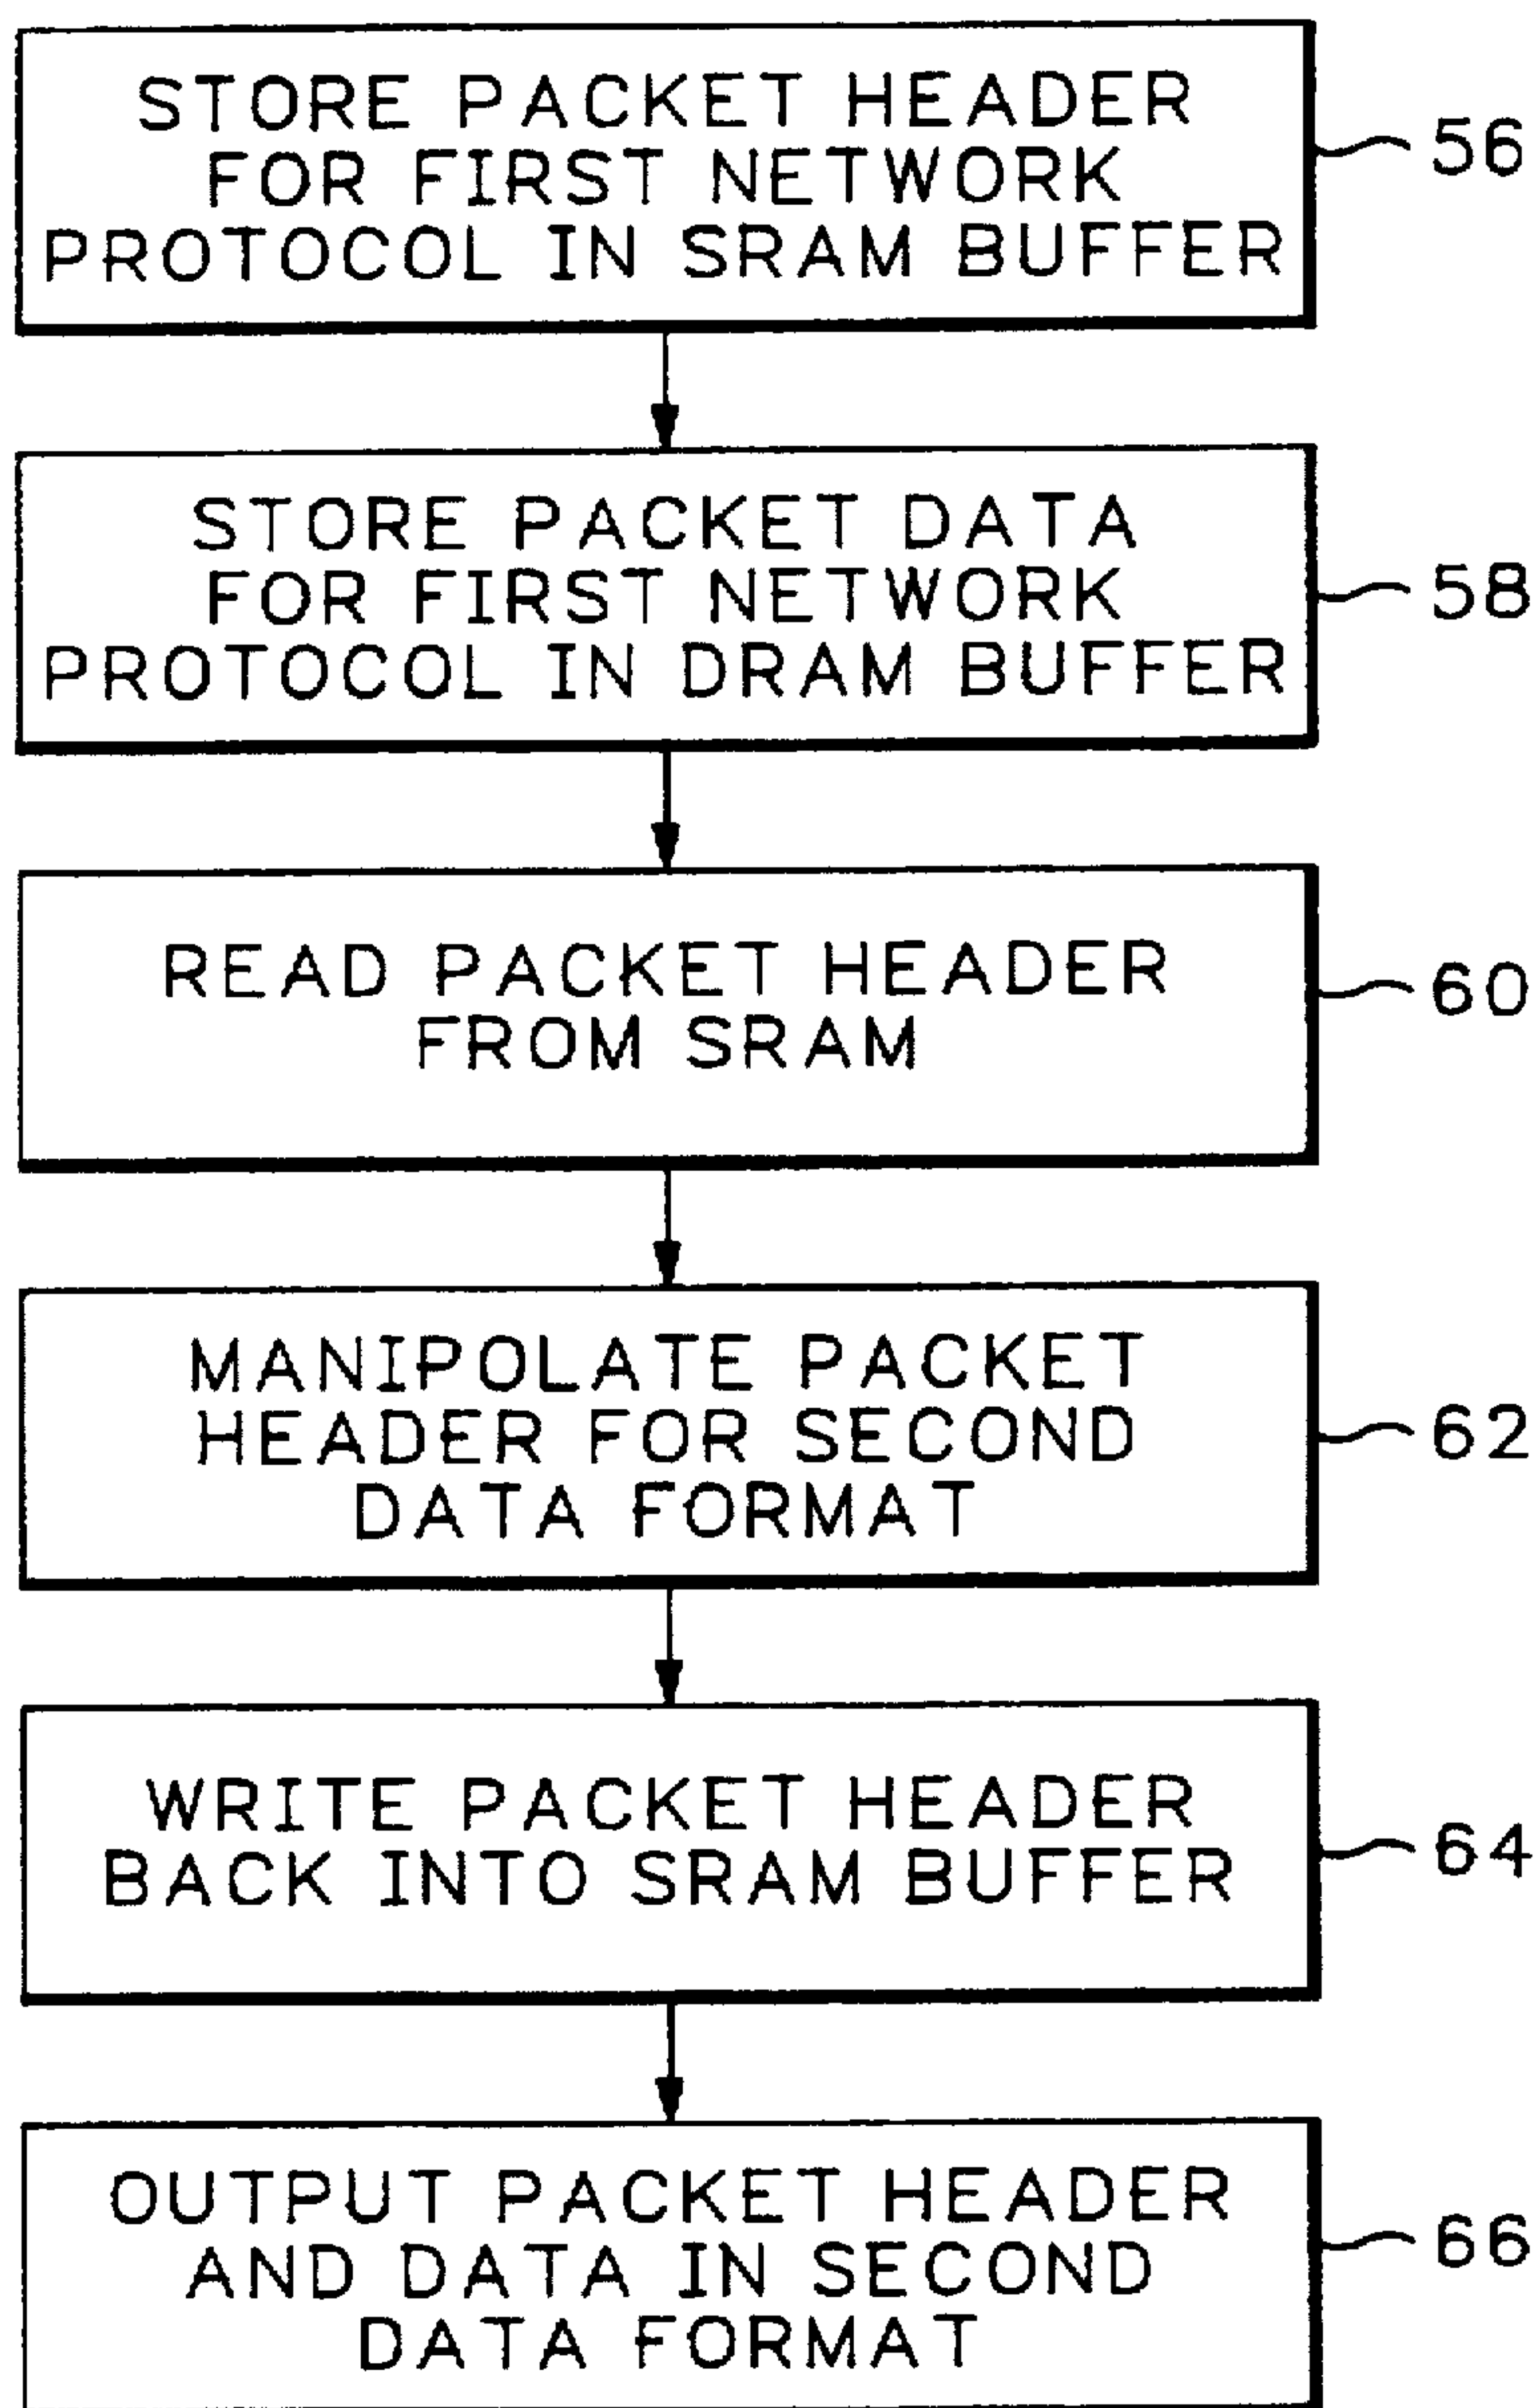 STORE PACKET HEADER
FOR FIRST NETWORK
PROTOCOL IN SRAM BUFFER
56
STORE PACKET DATA
FOR FIRST NETWORK
PROTOCOL IN DRAM BUFFER
58
READ PACKET HEADER
FROM SRAM
60
MANIPOLATE PACKET
HEADER FOR SECOND
DATA FORMAT
62
WRITE PACKET HEADER
BACK INTO SRAM BUFFER
64
OUTPUT PACKET HEADER
AND DATA IN SECOND
DATA FORMAT
66